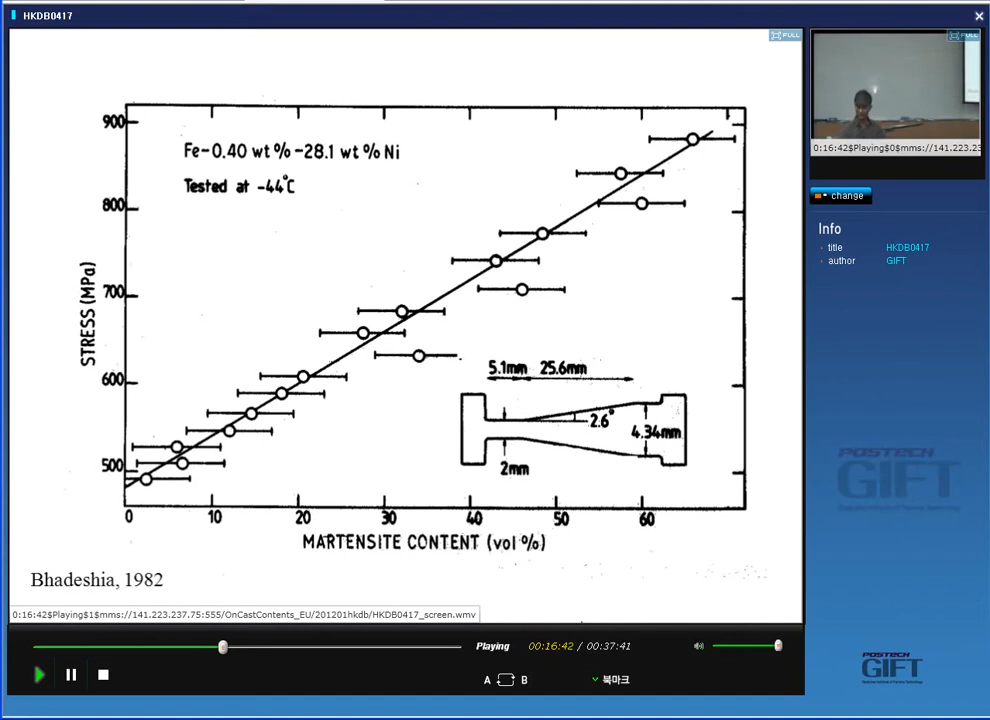 HKDB0417
FULL
FULL
900
800
700
600
500
STRESS (MPa)
Fe-0.40 wt %-28.1 wt % Ni
Tested at -44°C
5.1mm 25.6mm
2.6°
4.34mm
2mm
0 10 20 30 40 50 60
MARTENSITE CONTENT (vol %)
Bhadeshia, 1982
0:16:42$Playing$1$mms://141.223.237.75:555/OnCastContents_EU/201201hkdb/HKDB0417_screen.wmv
Playing 00:16:42 / 00:37:41
A B 북마크
0:16:42$Playing$0$mms://141.223.23
change
Info
title HKDB0417
author GIFT
POSTECH
GIFT
POSTECH
GIFT